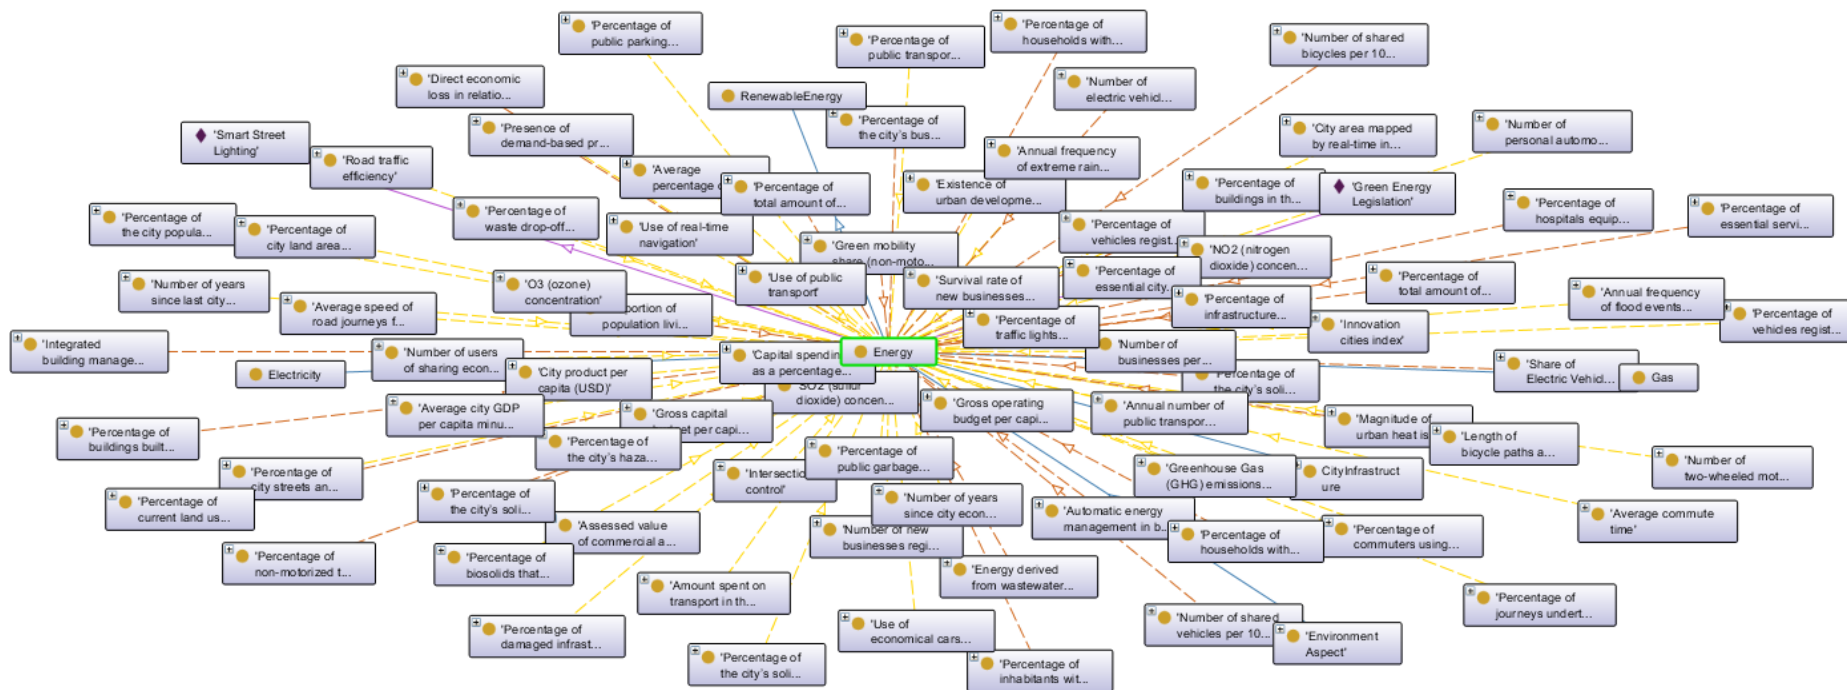 'Percentage of
public parking...
'Percentage of
public transpor...
'Percentage of
households with...
'Number of shared
bicycles per 10...
'Direct economic
loss in relatio...
RenewableEnergy
'Number of
electric vehicl...
'Smart Street
Lighting'
'Presence of
demand-based pr...
'Percentage of
the city's bus...
'City area mapped
by real-time in...
'Number of
personal automo...
'Road traffic
efficiency'
'Average
percentage
'Annual frequency
of extreme rain...
'Percentage of
total amount of...
'Existence of
urban developme...
'Percentage of
buildings in th...
'Green Energy
Legislation'
'Percentage of
the city popula...
'Percentage of
city land area...
'Percentage of
waste drop-off...
'Use of real-time
navigation'
'Green mobility
share (non-moto...
'Percentage of
vehicles regist...
'NO2 (nitrogen
dioxide) concen...
'Percentage of
hospitals equip...
'Percentage of
essential servi...
'Number of years
since last city...
'Average speed of
road journeys f...
'O3 (ozone)
concentration'
portion of
population livi...
'Use of public
transport'
'Survival rate of
new businesses...
'Percentage of
essential city...
'Percentage of
infrastructure...
'Percentage of
total amount of...
'Annual frequency
of flood events...
'Percentage of
vehicles regist...
'Integrated
building manage...
'Number of users
of sharing econ...
Electricity
'City product per
capita (USD)'
'Capital spending
as a percentage...
Energy
'Percentage of
traffic lights...
'Number of
businesses per...
'Innovation
cities index'
'Percentage of
the city's soli...
'Share of
Electric Vehicl...
Gas
'Percentage of
buildings built...
'Average city GDP
per capita minu...
'Gross capital
budget per capi...
SO2 (sulfur
dioxide) concen...
'Gross operating
budget per capi...
'Annual number of
public transpor...
'Magnitude of
urban heat is
'Length of
bicycle paths a...
'Number of
two-wheeled mot...
'Percentage of
city streets an...
'Percentage of
current land us...
'Percentage of
the city's haza...
'Percentage of
the city's soli...
'Intersection
control'
'Percentage of
public garbage...
'Number of years
since city econ...
'Greenhouse Gas
(GHG) emissions...
CityInfrastruct
ure
'Average commute
time'
'Percentage of
non-motorized t...
'Percentage of
biosolids that...
'Assessed value
of commercial a...
'Number of new
businesses regi...
'Automatic energy
management in b...
'Percentage of
households with...
'Percentage of
commuters using...
'Amount spent on
transport in th...
'Energy derived
from wastewater...
'Percentage of
journeys undert...
'Percentage of
damaged infrast...
'Percentage of
the city's soli...
'Use of
economical cars...
'Percentage of
inhabitants wit...
'Number of shared
vehicles per 10...
'Environment
Aspect'